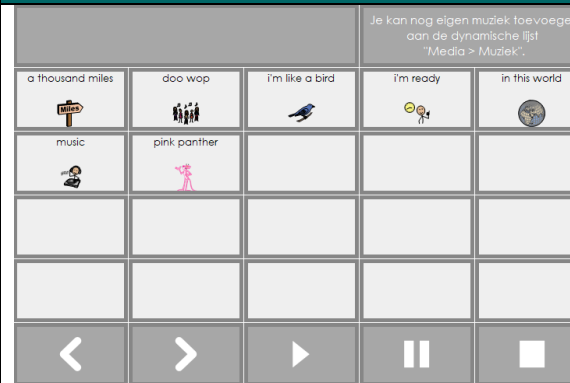 Je kan nog eigen muziek toevoege
aan de dynamische lijst
"Media > Muziek".
a thousand miles
doo wop
i'm like a bird
i'm ready
in this world
Miles
music
pink panther